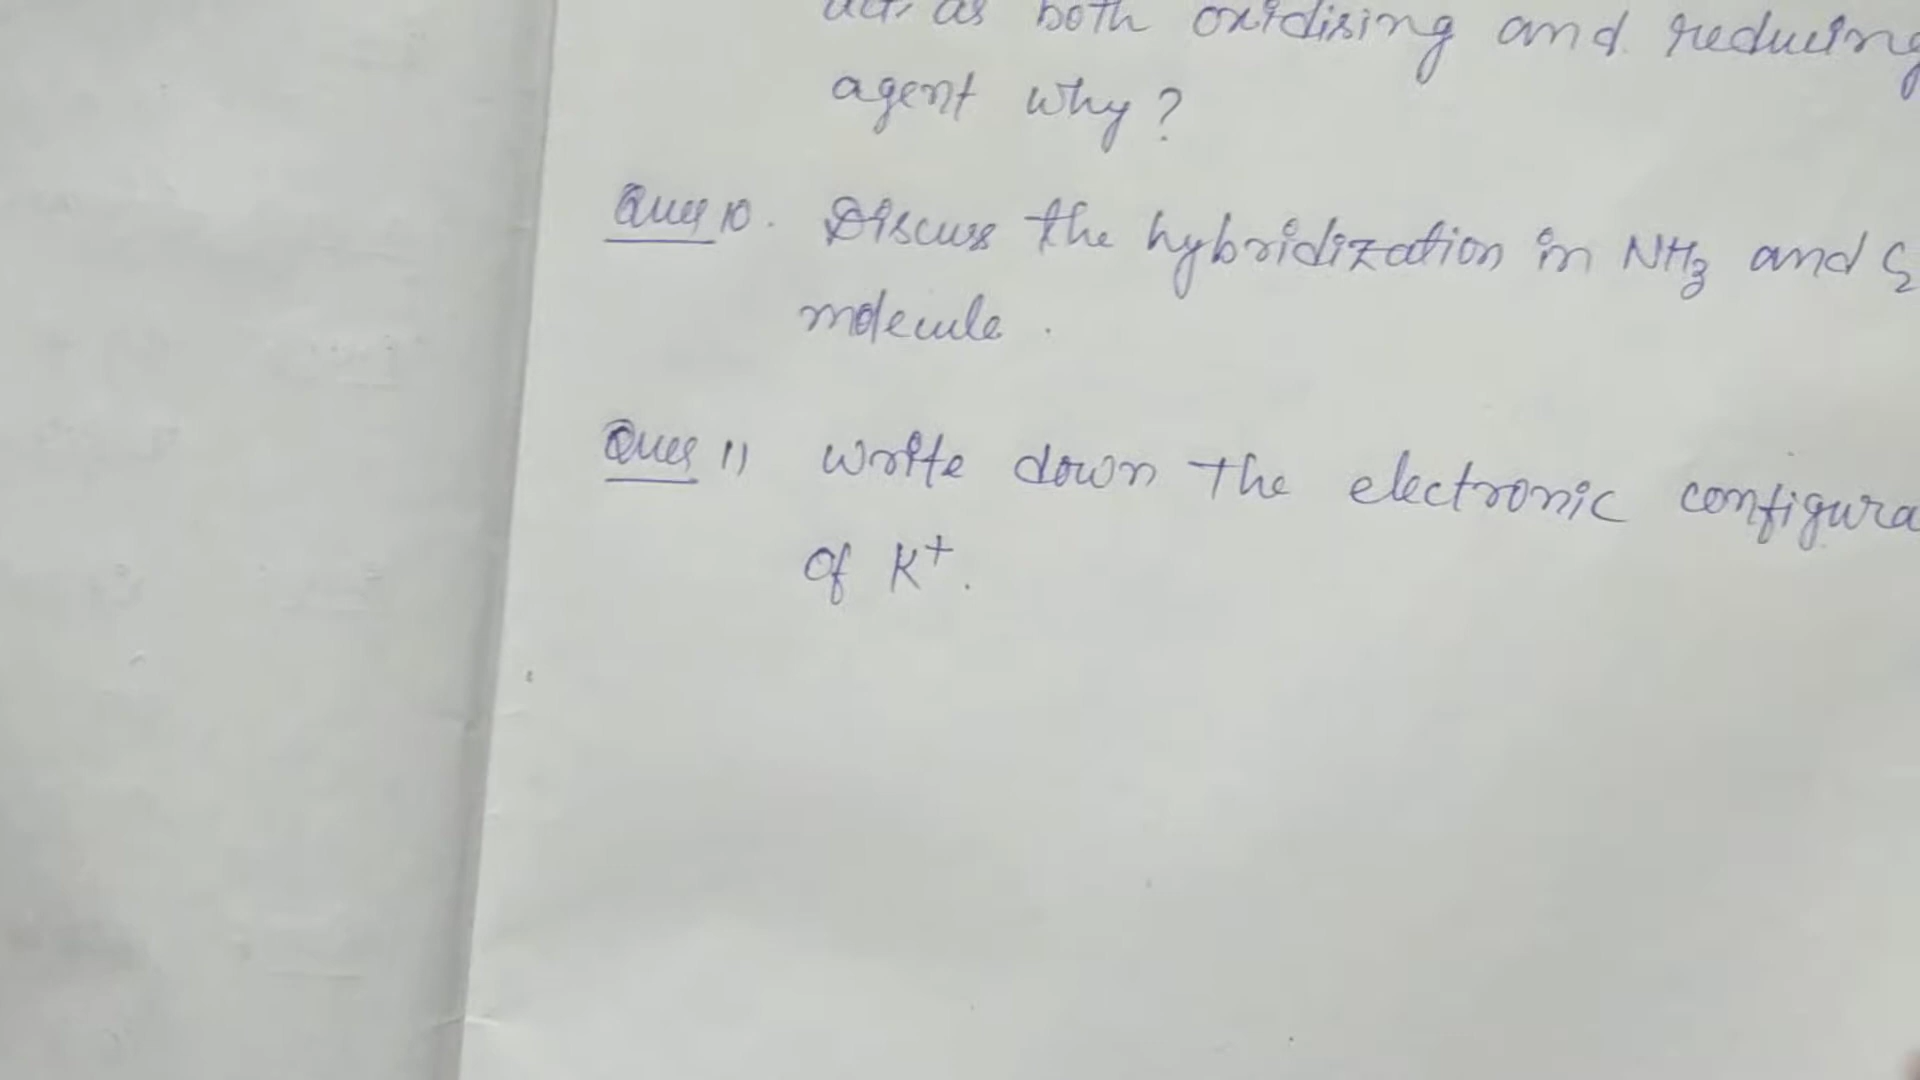 act as both oxidising and reducing
agent why?
Ques 10. Discuss the hybridization in NH3 and C2
molecule.
Ques 11 write down the electronic configura
of K+.